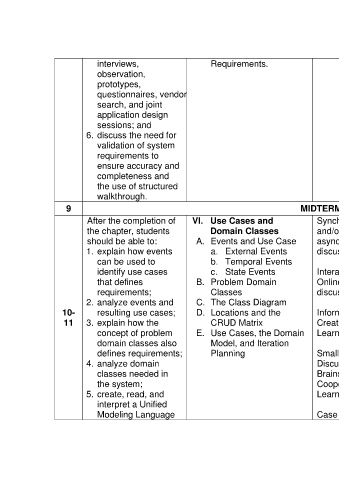 interviews,
observation,
prototypes,
questionnaires, vendor
search, and joint
application design
sessions; and
6. discuss the need for
validation of system
requirements to
ensure accuracy and
completeness and
the use of structured
walkthrough.
Requirements.
9
MIDTERM
10-
11
After the completion of
the chapter, students
should be able to:
1. explain how events
can be used to
identify use cases
that defines
requirements;
2. analyze events and
resulting use cases;
3. explain how the
concept of problem
domain classes also
defines requirements;
4. analyze domain
classes needed in
the system;
5. create, read, and
interpret a Unified
Modeling Language
VI. Use Cases and
Domain Classes
A. Events and Use Case
a. External Events
b. Temporal Events
c. State Events
B. Problem Domain
Classes
C. The Class Diagram
D. Locations and the
CRUD Matrix
E. Use Cases, the Domain
Model, and Iteration
Planning
Synch
and/o
async
discus
Intera
Online
discus
Inform
Creat
Learn
Small
Discu
Brains
Coope
Learn
Case